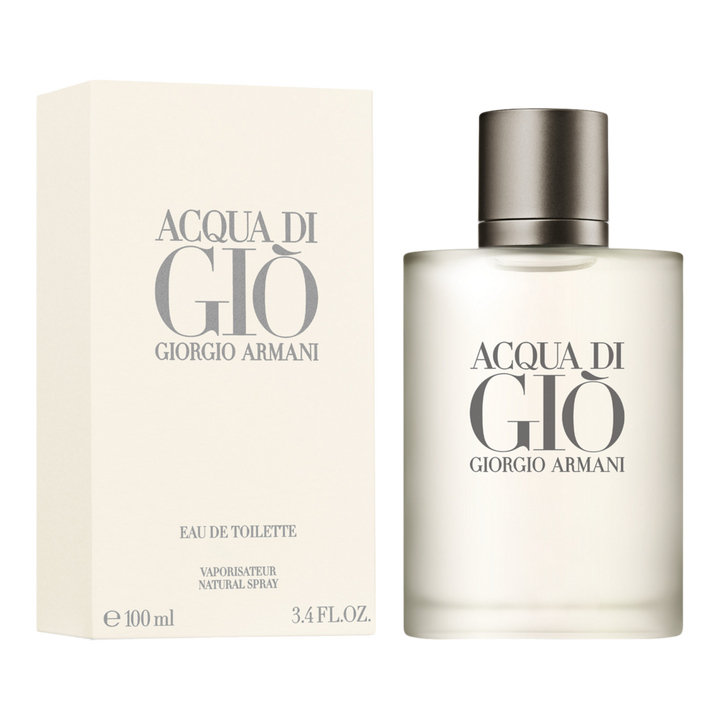 ACQUA DI
GIÒ
GIORGIO ARMANI
EAU DE TOILETTE
VAPORISATEUR
NATURAL SPRAY
℮ 100 ml 3.4 FL.OZ.
ACQUA DI
GIÒ
GIORGIO ARMANI